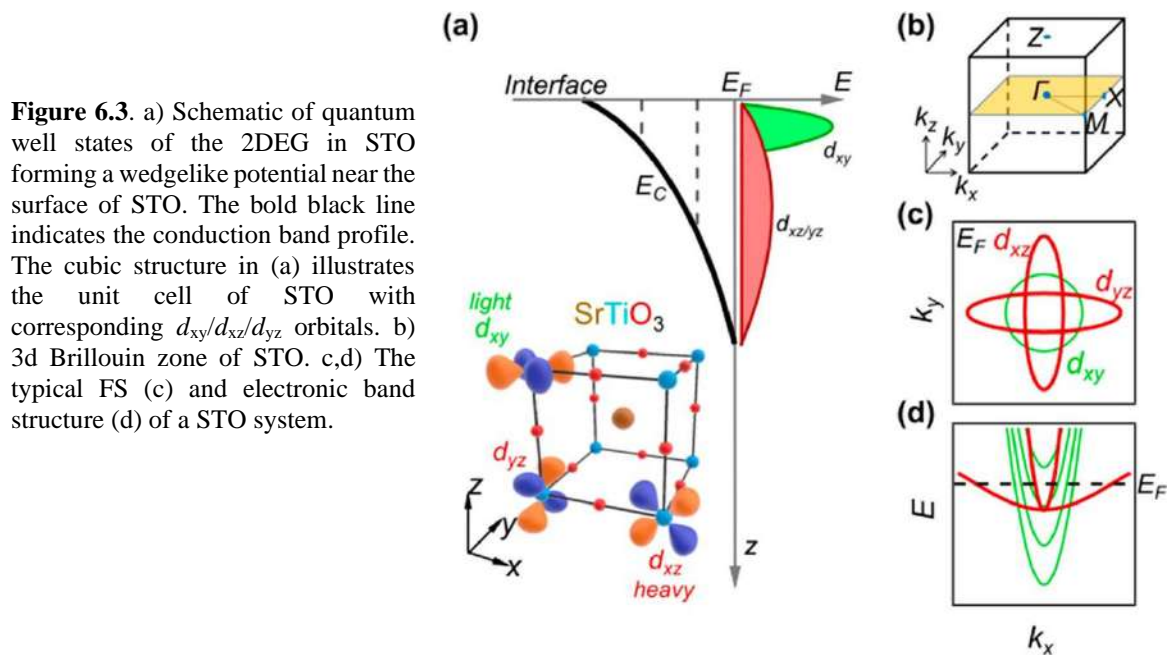 Figure 6.3. a) Schematic of quantum
well states of the 2DEG in STO
forming a wedgelike potential near the
surface of STO. The bold black line
indicates the conduction band profile.
The cubic structure in (a) illustrates
the unit cell of STO with
corresponding dxy/dxz/dyz orbitals. b)
3d Brillouin zone of STO. c,d) The
typical FS (c) and electronic band
structure (d) of a STO system.
(a)
Interface
EF
E
dxy
EC
dxz/yz
light
dxy
SrTiO3
dyz
z
y
x
dxz
heavy
z
(b)
Z
Γ
X
M
kz
ky
kx
(c)
EF
dxz
dyz
ky
dxy
(d)
EF
E
kx